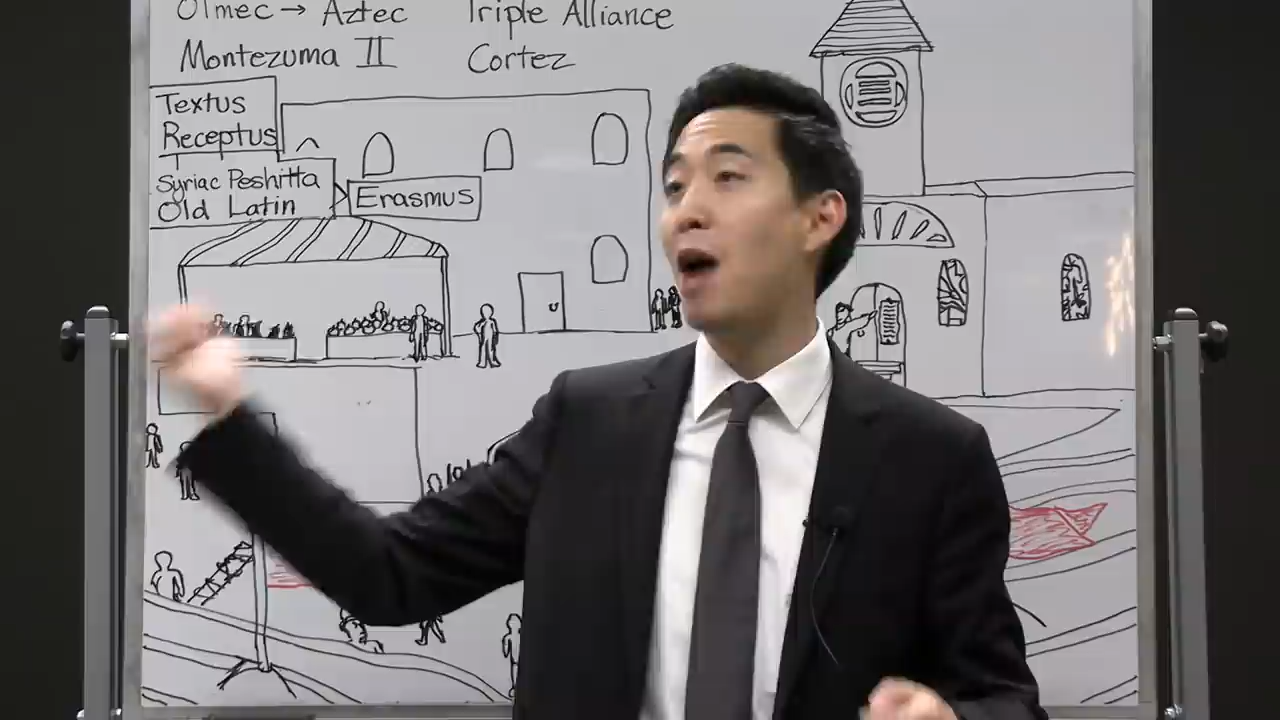 Olmec → Aztec Triple Alliance
Montezuma II Cortez
Textus
Receptus
Syriac Peshitta
Old Latin
Erasmus